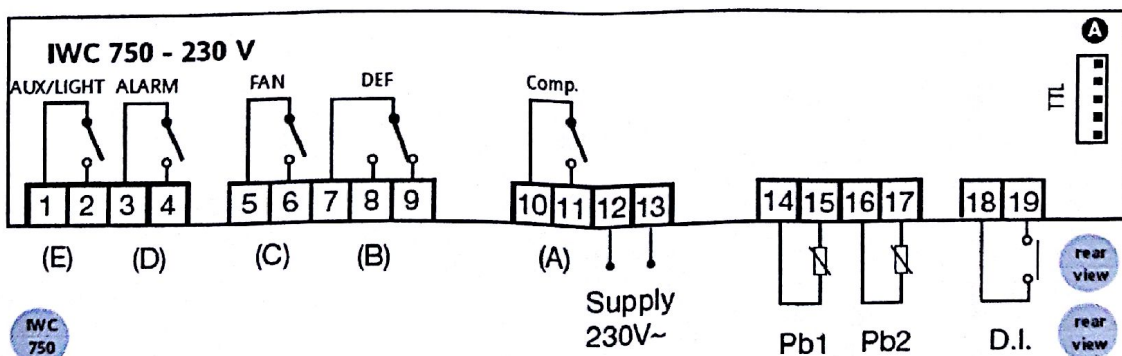 A
IWC 750 - 230 V
AUX/LIGHT ALARM FAN DEF Comp.
TTL
1 2 3 4 5 6 7 8 9 10 11 12 13 14 15 16 17 18 19
(E) (D) (C) (B) (A)
Supply
230V~
Pb1 Pb2 D.I.
rear
view
IWC
750
rear
view